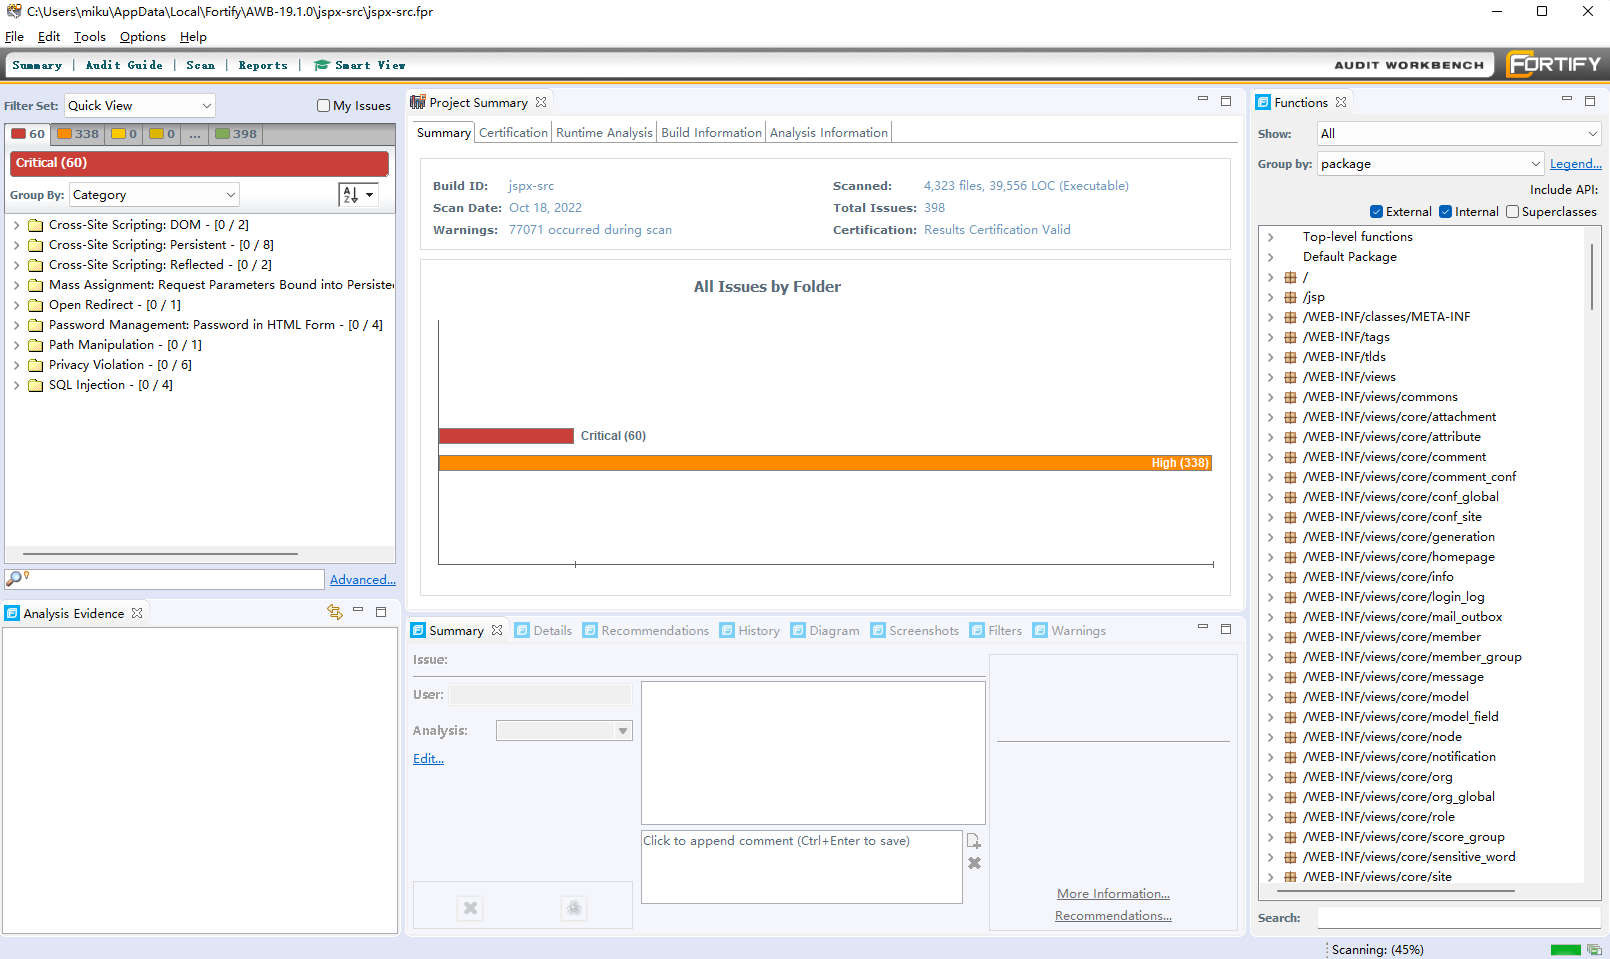 C:\Users\miku\AppData\Local\Fortify\AWB-19.1.0\jspx-src\jspx-src.fpr
File Edit Tools Options Help
Summary | Audit Guide | Scan | Reports | Smart View
AUDIT WORKBENCH
FORTIFY
Filter Set: Quick View My Issues
60 338 0 0 ... 398
Critical (60)
Group By: Category
Cross-Site Scripting: DOM - [0 / 2]
Cross-Site Scripting: Persistent - [0 / 8]
Cross-Site Scripting: Reflected - [0 / 2]
Mass Assignment: Request Parameters Bound into Persiste
Open Redirect - [0 / 1]
Password Management: Password in HTML Form - [0 / 4]
Path Manipulation - [0 / 1]
Privacy Violation - [0 / 6]
SQL Injection - [0 / 4]
Advanced...
Analysis Evidence
Project Summary
Summary Certification Runtime Analysis Build Information Analysis Information
Build ID: jspx-src
Scan Date: Oct 18, 2022
Warnings: 77071 occurred during scan
Scanned: 4,323 files, 39,556 LOC (Executable)
Total Issues: 398
Certification: Results Certification Valid
All Issues by Folder
Critical (60)
High (338)
Summary Details Recommendations History Diagram Screenshots Filters Warnings
Issue:
User:
Analysis:
Edit...
Click to append comment (Ctrl+Enter to save)
More Information...
Recommendations...
Functions
Show: All
Group by: package Legend...
Include API:
External Internal Superclasses
Top-level functions
Default Package
/
/jsp
/WEB-INF/classes/META-INF
/WEB-INF/tags
/WEB-INF/tlds
/WEB-INF/views
/WEB-INF/views/commons
/WEB-INF/views/core/attachment
/WEB-INF/views/core/attribute
/WEB-INF/views/core/comment
/WEB-INF/views/core/comment_conf
/WEB-INF/views/core/conf_global
/WEB-INF/views/core/conf_site
/WEB-INF/views/core/generation
/WEB-INF/views/core/homepage
/WEB-INF/views/core/info
/WEB-INF/views/core/login_log
/WEB-INF/views/core/mail_outbox
/WEB-INF/views/core/member
/WEB-INF/views/core/member_group
/WEB-INF/views/core/message
/WEB-INF/views/core/model
/WEB-INF/views/core/model_field
/WEB-INF/views/core/node
/WEB-INF/views/core/notification
/WEB-INF/views/core/org
/WEB-INF/views/core/org_global
/WEB-INF/views/core/role
/WEB-INF/views/core/score_group
/WEB-INF/views/core/sensitive_word
/WEB-INF/views/core/site
Search:
Scanning: (45%)